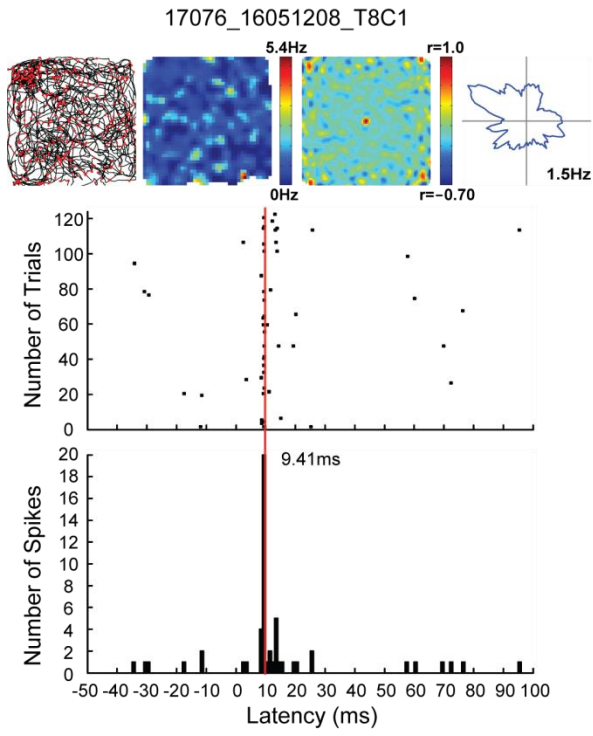 17076_16051208_T8C1
5.4Hz
r=1.0
0Hz
r=−0.70
1.5Hz
Number of Trials
120
100
80
60
40
20
0
9.41ms
Number of Spikes
20
18
16
14
12
10
8
6
4
2
0
-50 -40 -30 -20 -10 0 10 20 30 40 50 60 70 80 90 100
Latency (ms)